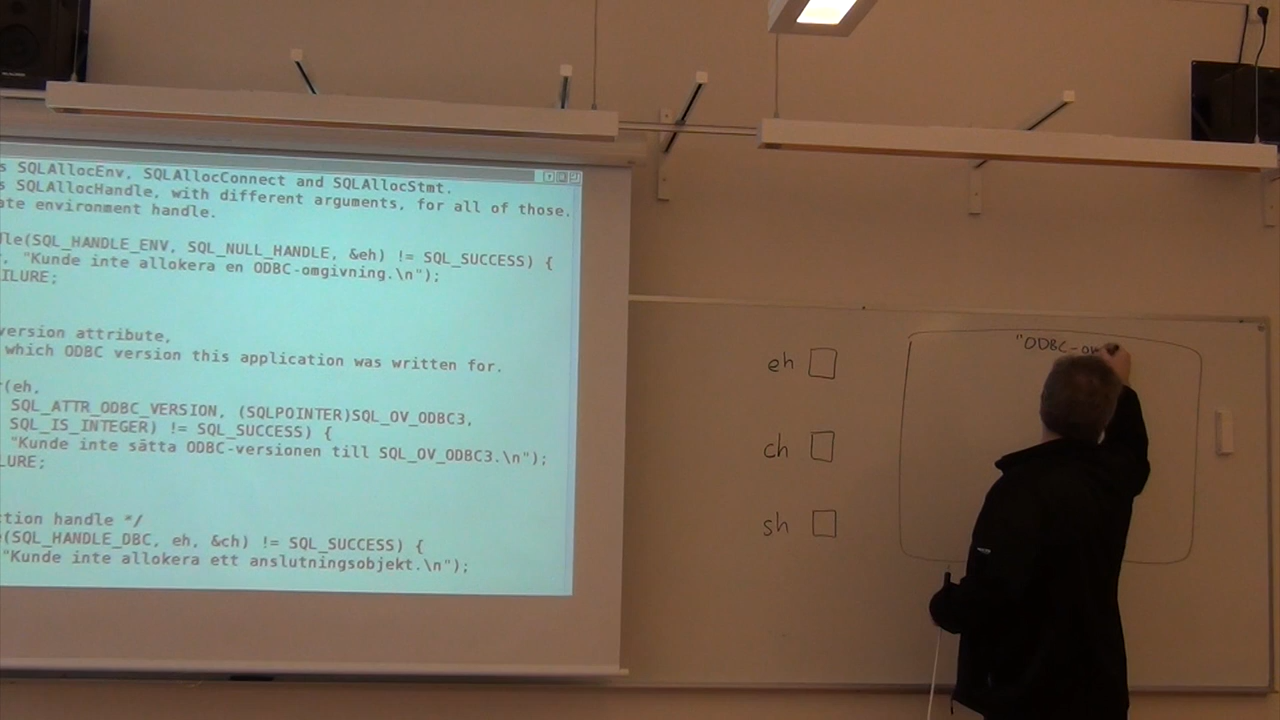 s SQLAllocEnv, SQLAllocConnect and SQLAllocStmt.
s SQLAllocHandle, with different arguments, for all of those.
ate environment handle.
dle(SQL_HANDLE_ENV, SQL_NULL_HANDLE, &eh) != SQL_SUCCESS) {
, "Kunde inte allokera en ODBC-omgivning.\n");
ILURE;
version attribute,
which ODBC version this application was written for.
r(eh,
SQL_ATTR_ODBC_VERSION, (SQLPOINTER)SQL_OV_ODBC3,
SQL_IS_INTEGER) != SQL_SUCCESS) {
"Kunde inte sätta ODBC-versionen till SQL_OV_ODBC3.\n");
LURE;
ction handle */
(SQL_HANDLE_DBC, eh, &ch) != SQL_SUCCESS) {
"Kunde inte allokera ett anslutningsobjekt.\n");
eh
ch
sh
"ODBC-om